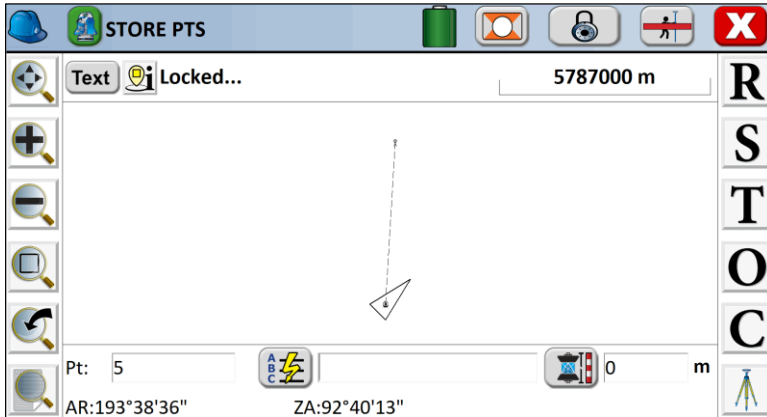 STORE PTS
Text Locked... 5787000 m
R
S
T
O
C
Pt: 5 A B C 0 m
AR:193°38'36" ZA:92°40'13"